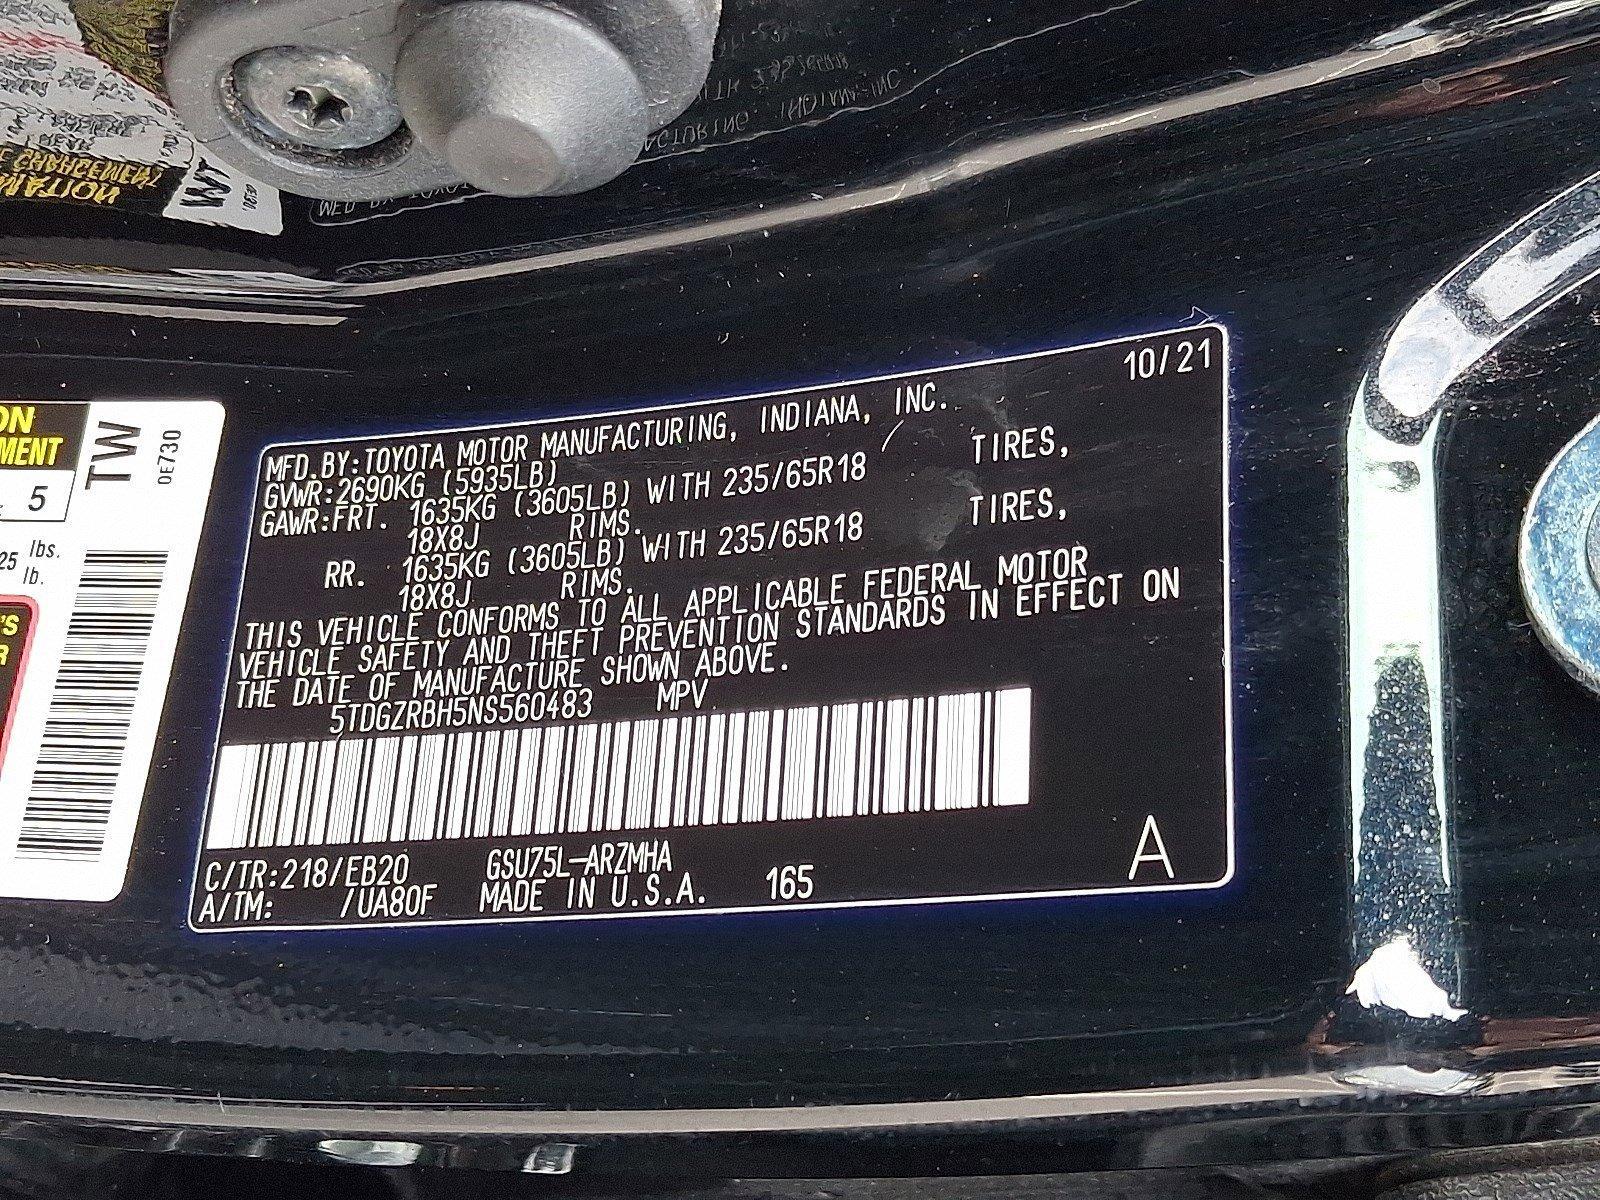 10/21
MFD.BY:TOYOTA MOTOR MANUFACTURING, INDIANA, INC.
GVWR:2690KG (5935LB)
GAWR:FRT. 1635KG (3605LB) WITH 235/65R18 TIRES,
18X8J RIMS.
RR. 1635KG (3605LB) WITH 235/65R18 TIRES,
18X8J RIMS.
THIS VEHICLE CONFORMS TO ALL APPLICABLE FEDERAL MOTOR
VEHICLE SAFETY AND THEFT PREVENTION STANDARDS IN EFFECT ON
THE DATE OF MANUFACTURE SHOWN ABOVE.
5TDGZRBH5NS560483 MPV
C/TR:218/EB20 GSU75L-ARZMHA
A/TM: /UA80F MADE IN U.S.A. 165
A
TW
0E730
5
lbs.
lb.